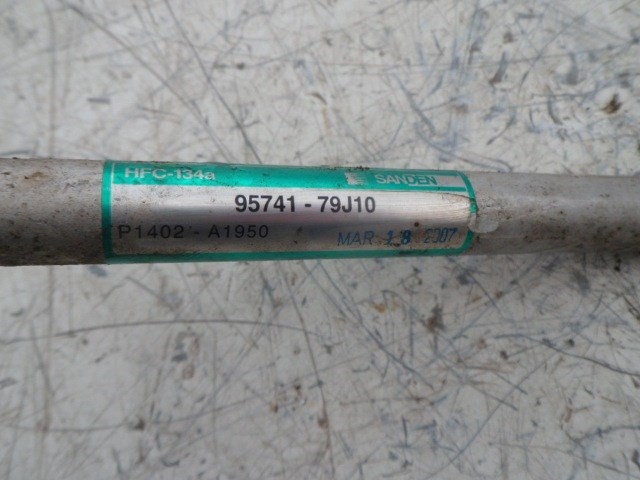 HFC-134a SANDEN
95741-79J10
P1402-A1950 MAR 18 2007